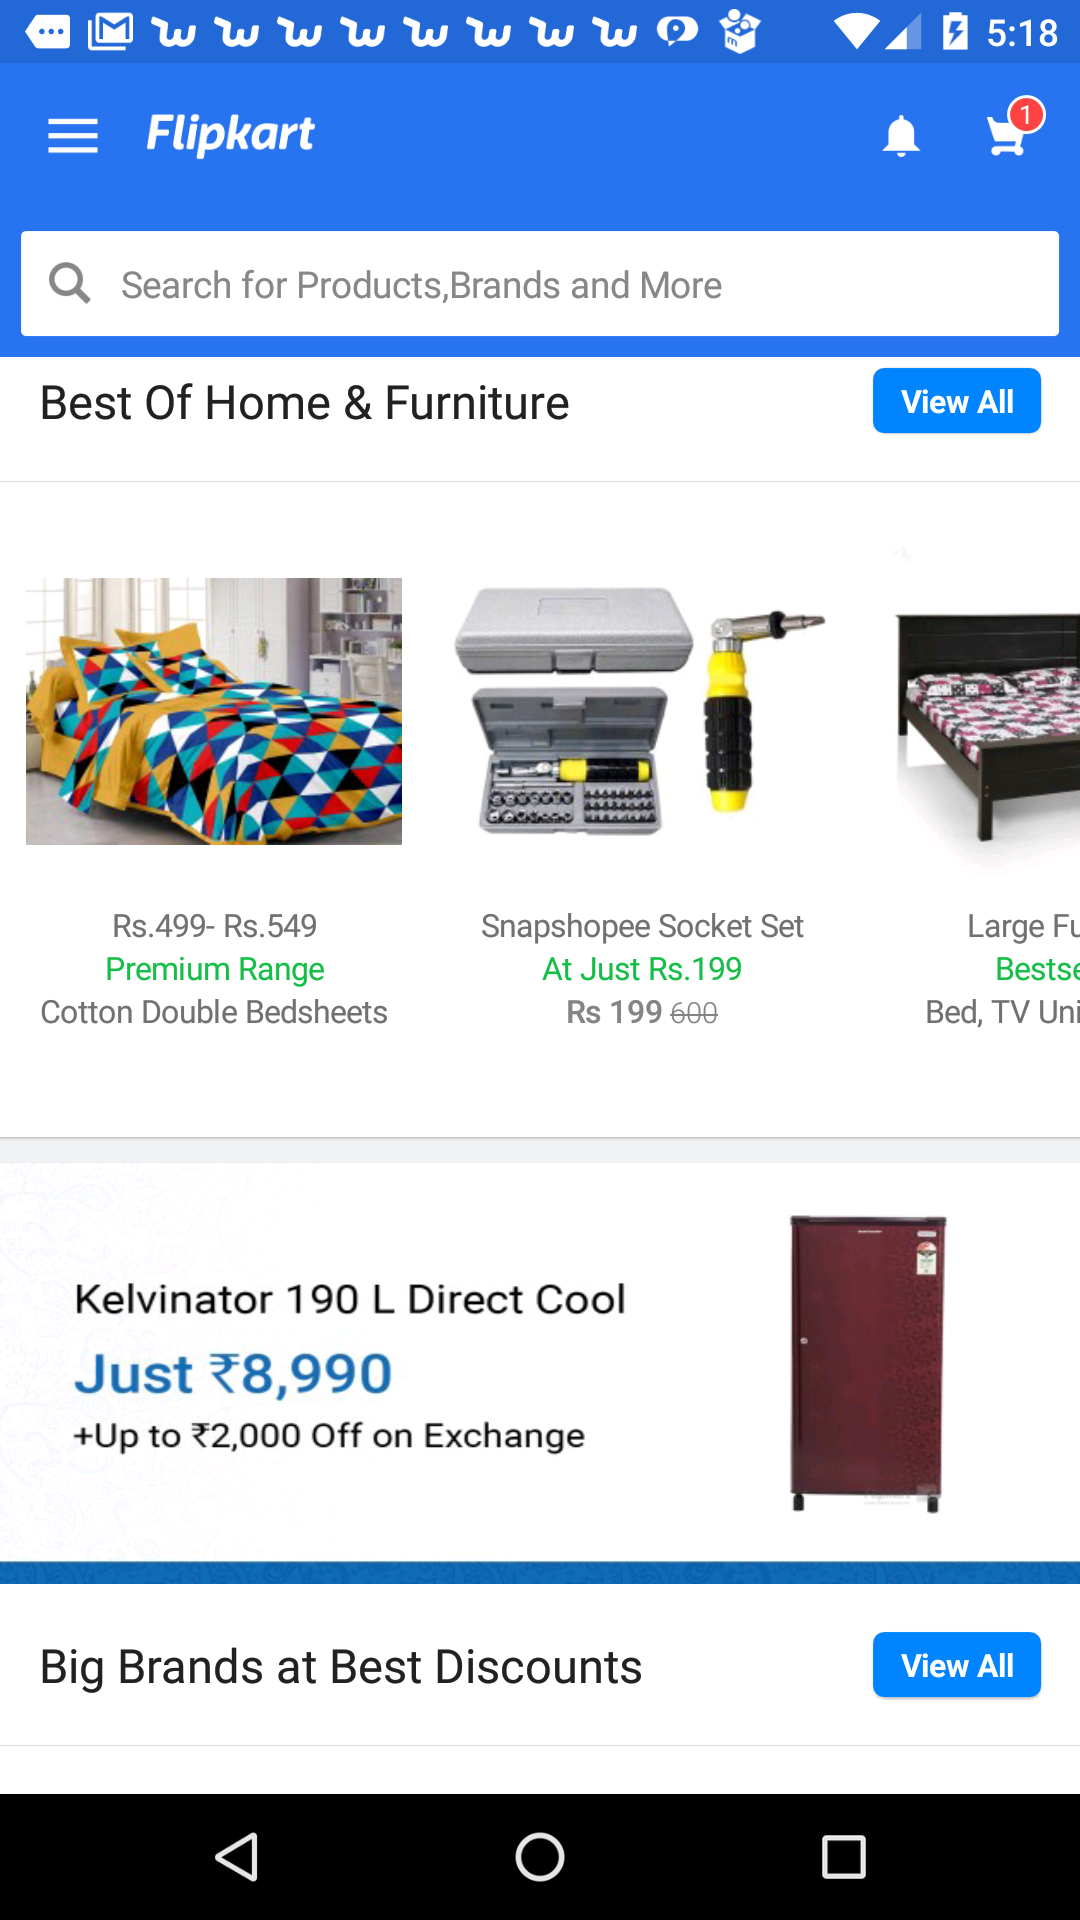 5:18
Flipkart
1
Search for Products,Brands and More
Best Of Home & Furniture
View All
Rs.499- Rs.549
Premium Range
Cotton Double Bedsheets
Snapshopee Socket Set
At Just Rs.199
Rs 199 600
Large Fu
Bestse
Bed, TV Uni
Kelvinator 190 L Direct Cool
Just ₹8,990
+Up to ₹2,000 Off on Exchange
Big Brands at Best Discounts
View All